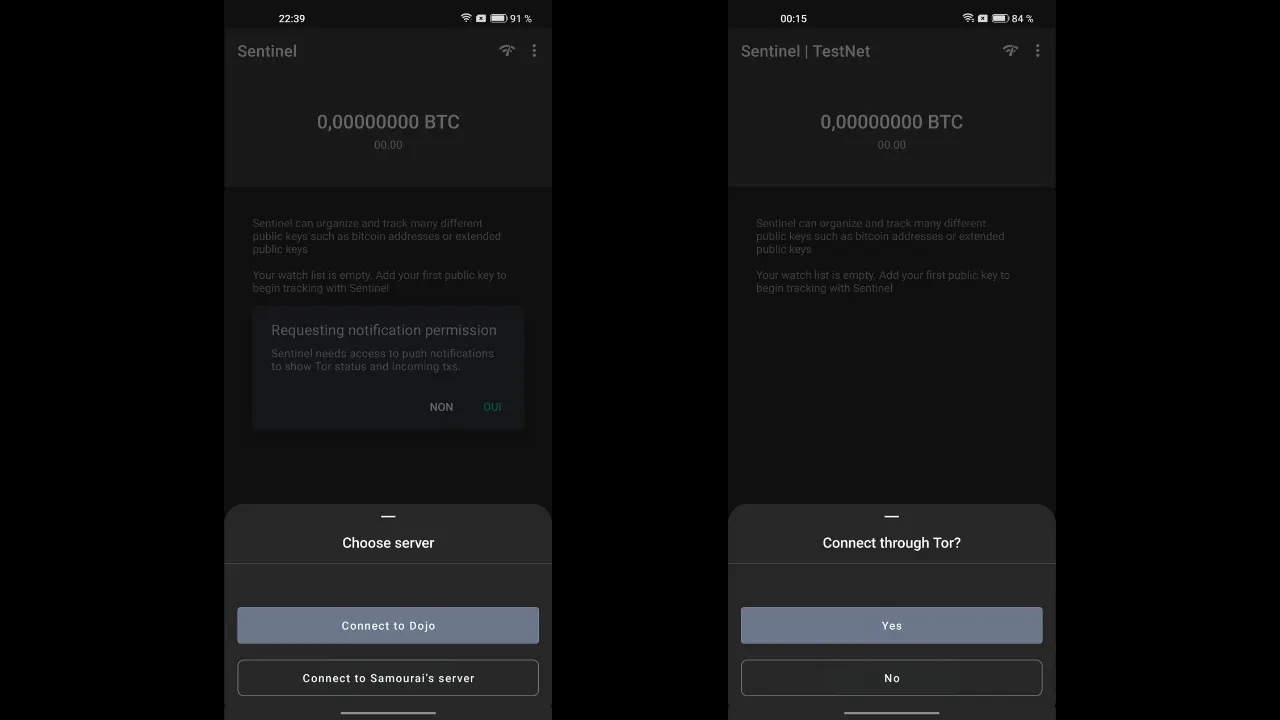 22:39
91 %
Sentinel
0,00000000 BTC
00.00
Sentinel can organize and track many different
public keys such as bitcoin addresses or extended
public keys
Your watch list is empty. Add your first public key to
begin tracking with Sentinel
Requesting notification permission
Sentinel needs access to push notifications
to show Tor status and incoming txs.
NON
OUI
Choose server
Connect to Dojo
Connect to Samourai's server
00:15
84 %
Sentinel | TestNet
0,00000000 BTC
00.00
Sentinel can organize and track many different
public keys such as bitcoin addresses or extended
public keys
Your watch list is empty. Add your first public key to
begin tracking with Sentinel
Connect through Tor?
Yes
No